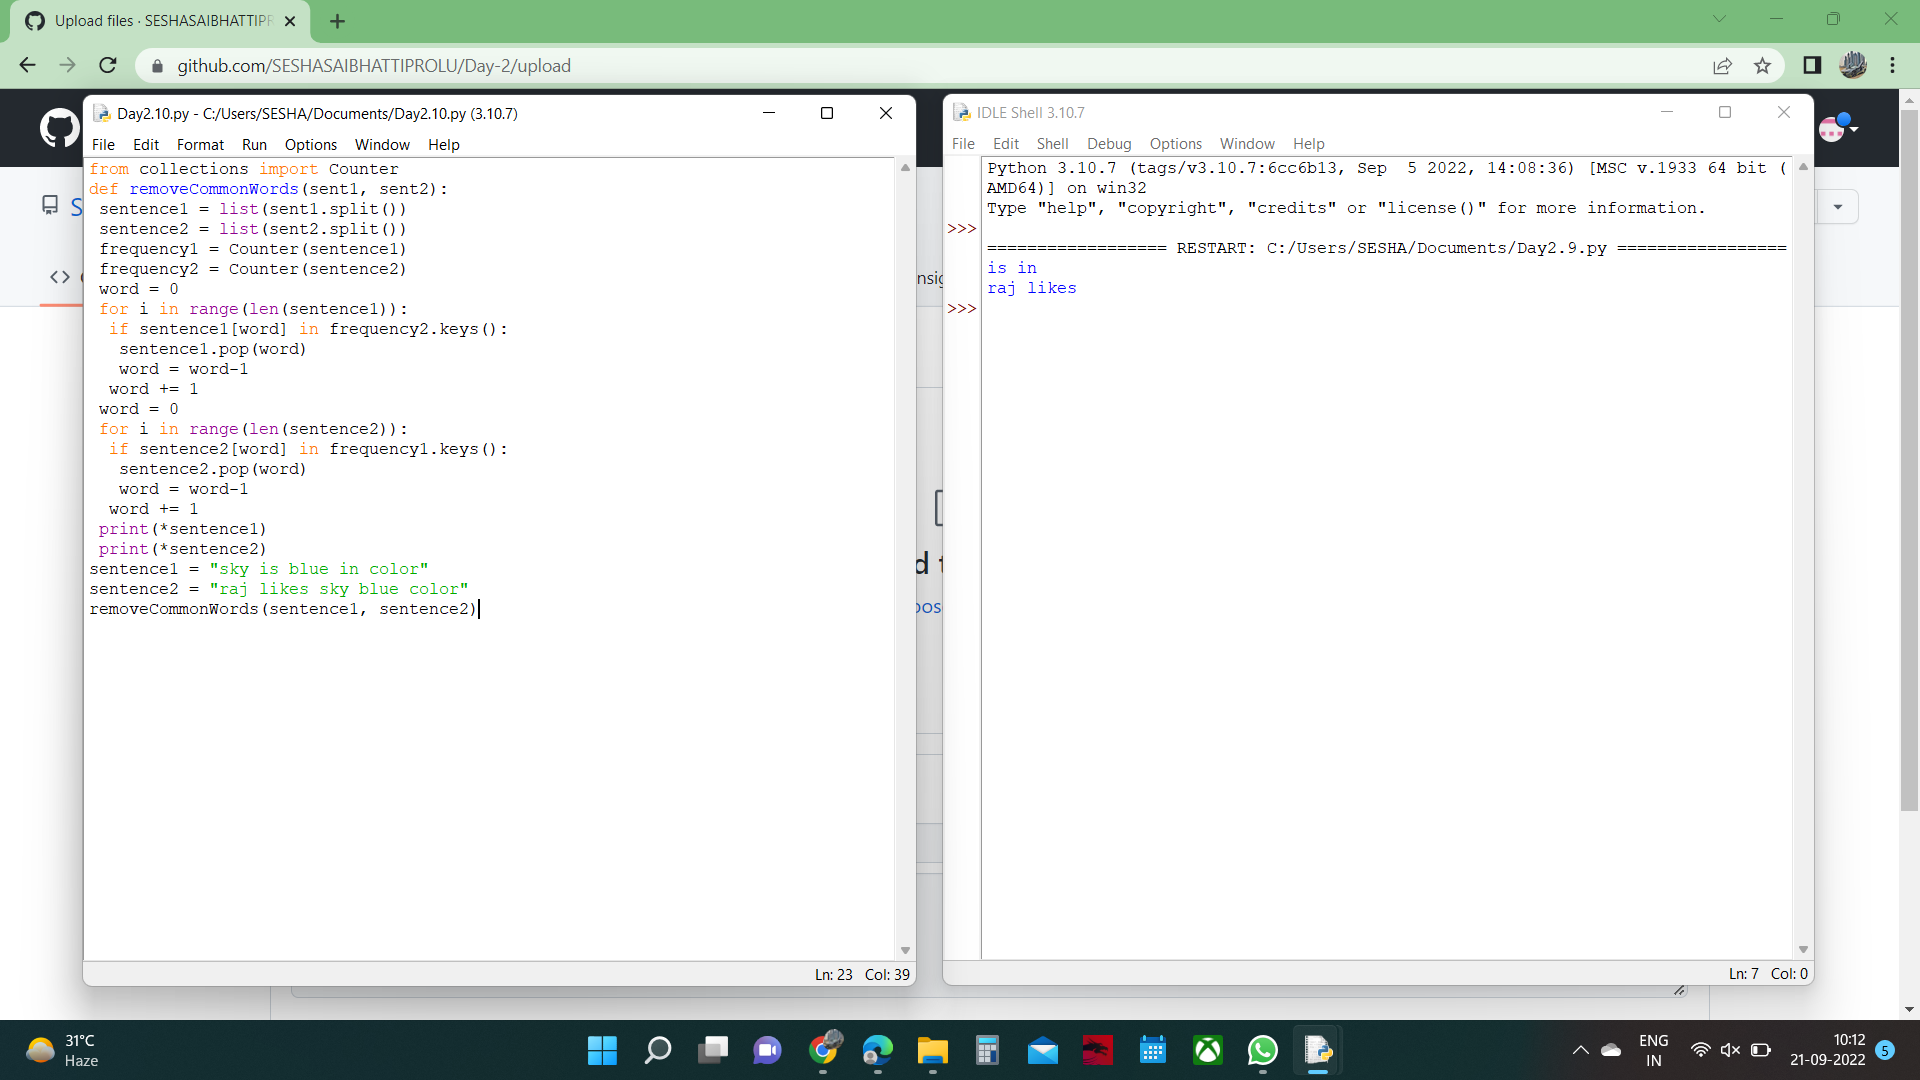 Upload files · SESHASAIBHATTIPR
github.com/SESHASAIBHATTIPROLU/Day-2/upload
Day2.10.py - C:/Users/SESHA/Documents/Day2.10.py (3.10.7)
File Edit Format Run Options Window Help
from collections import Counter
def removeCommonWords(sent1, sent2):
 sentence1 = list(sent1.split())
 sentence2 = list(sent2.split())
 frequency1 = Counter(sentence1)
 frequency2 = Counter(sentence2)
 word = 0
 for i in range(len(sentence1)):
  if sentence1[word] in frequency2.keys():
   sentence1.pop(word)
   word = word-1
  word += 1
 word = 0
 for i in range(len(sentence2)):
  if sentence2[word] in frequency1.keys():
   sentence2.pop(word)
   word = word-1
  word += 1
 print(*sentence1)
 print(*sentence2)
sentence1 = "sky is blue in color"
sentence2 = "raj likes sky blue color"
removeCommonWords(sentence1, sentence2)
Ln: 23 Col: 39
IDLE Shell 3.10.7
File Edit Shell Debug Options Window Help
Python 3.10.7 (tags/v3.10.7:6cc6b13, Sep  5 2022, 14:08:36) [MSC v.1933 64 bit (
AMD64)] on win32
Type "help", "copyright", "credits" or "license()" for more information.
>>>
================== RESTART: C:/Users/SESHA/Documents/Day2.9.py =================
is in
raj likes
>>>
Ln: 7 Col: 0
31°C
Haze
ENG
IN
10:12
21-09-2022
5